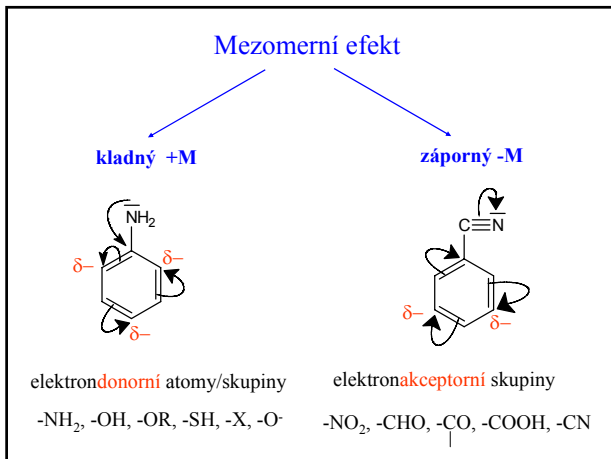 Mezomerní efekt
kladný +M
záporný -M
NH₂
C≡N
δ−
δ−
δ−
δ−
δ−
elektrondonorní atomy/skupiny
elektronakceptorní skupiny
-NH₂, -OH, -OR, -SH, -X, -O⁻
-NO₂, -CHO, -CO, -COOH, -CN